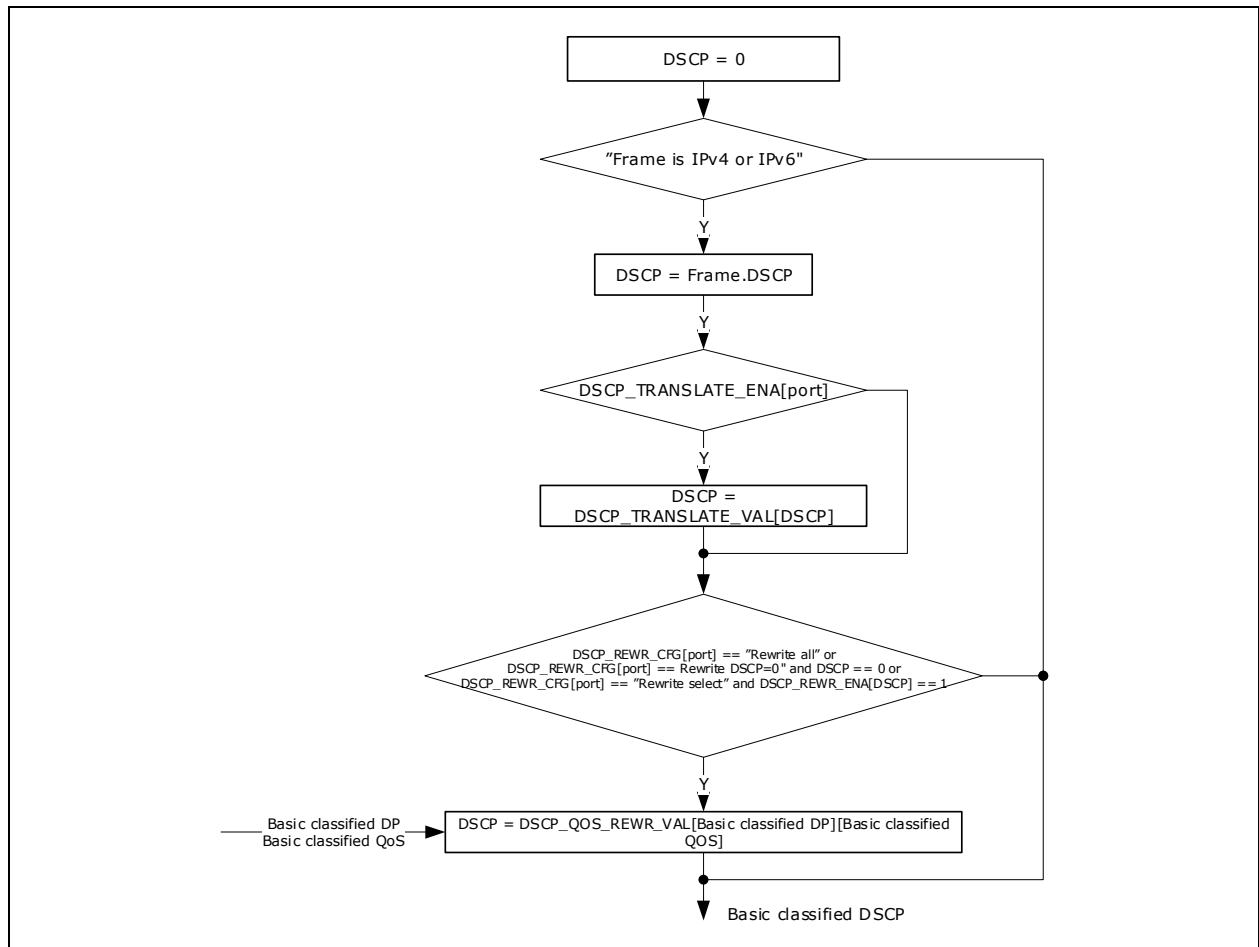 DSCP = 0
"Frame is IPv4 or IPv6"
Y
DSCP = Frame.DSCP
Y
DSCP_TRANSLATE_ENA[port]
Y
DSCP =
DSCP_TRANSLATE_VAL[DSCP]
DSCP_REWR_CFG[port] == "Rewrite all" or
DSCP_REWR_CFG[port] == Rewrite DSCP=0" and DSCP == 0 or
DSCP_REWR_CFG[port] == "Rewrite select" and DSCP_REWR_ENA[DSCP] == 1
Y
Basic classified DP
Basic classified QoS
DSCP = DSCP_QOS_REWR_VAL[Basic classified DP][Basic classified
QOS]
Basic classified DSCP